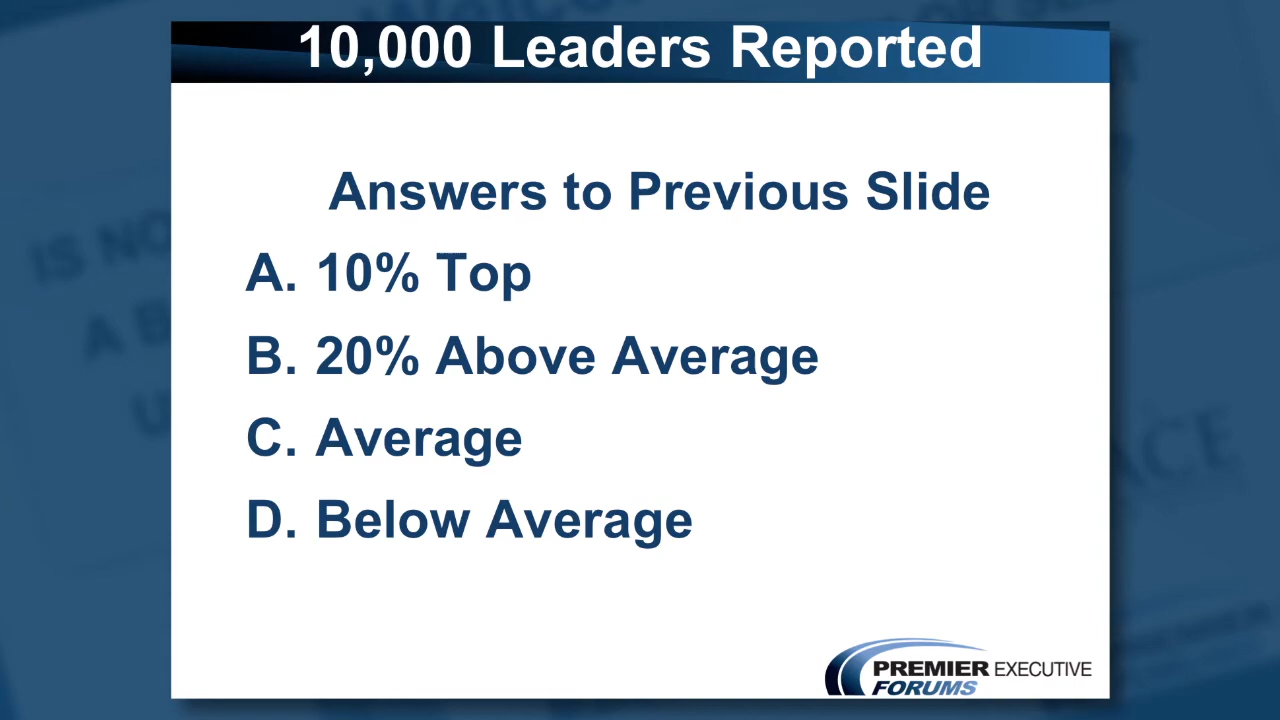 10,000 Leaders Reported
Answers to Previous Slide
A. 10% Top
B. 20% Above Average
C. Average
D. Below Average
PREMIER EXECUTIVE
FORUMS